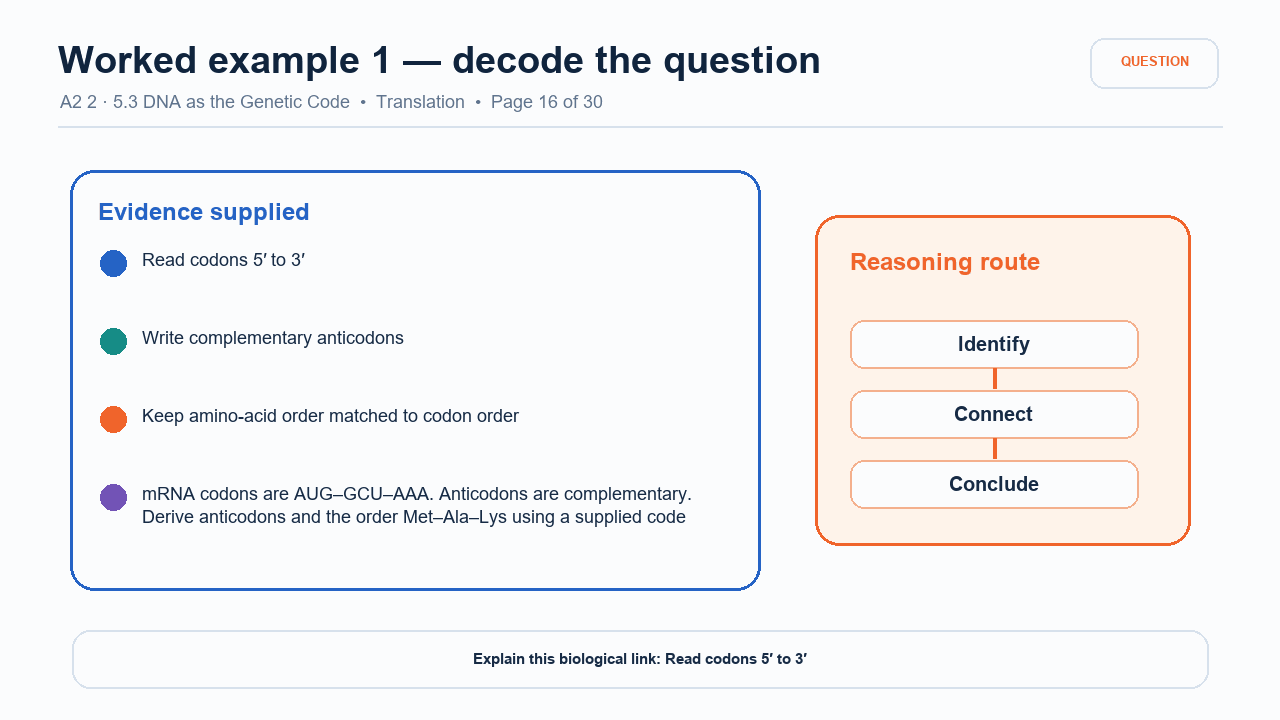 Worked example 1 — decode the question
QUESTION
A2 2 · 5.3 DNA as the Genetic Code • Translation • Page 16 of 30
Evidence supplied
Read codons 5′ to 3′
Write complementary anticodons
Keep amino-acid order matched to codon order
mRNA codons are AUG–GCU–AAA. Anticodons are complementary.
Derive anticodons and the order Met–Ala–Lys using a supplied code
Reasoning route
Identify
Connect
Conclude
Explain this biological link: Read codons 5′ to 3′